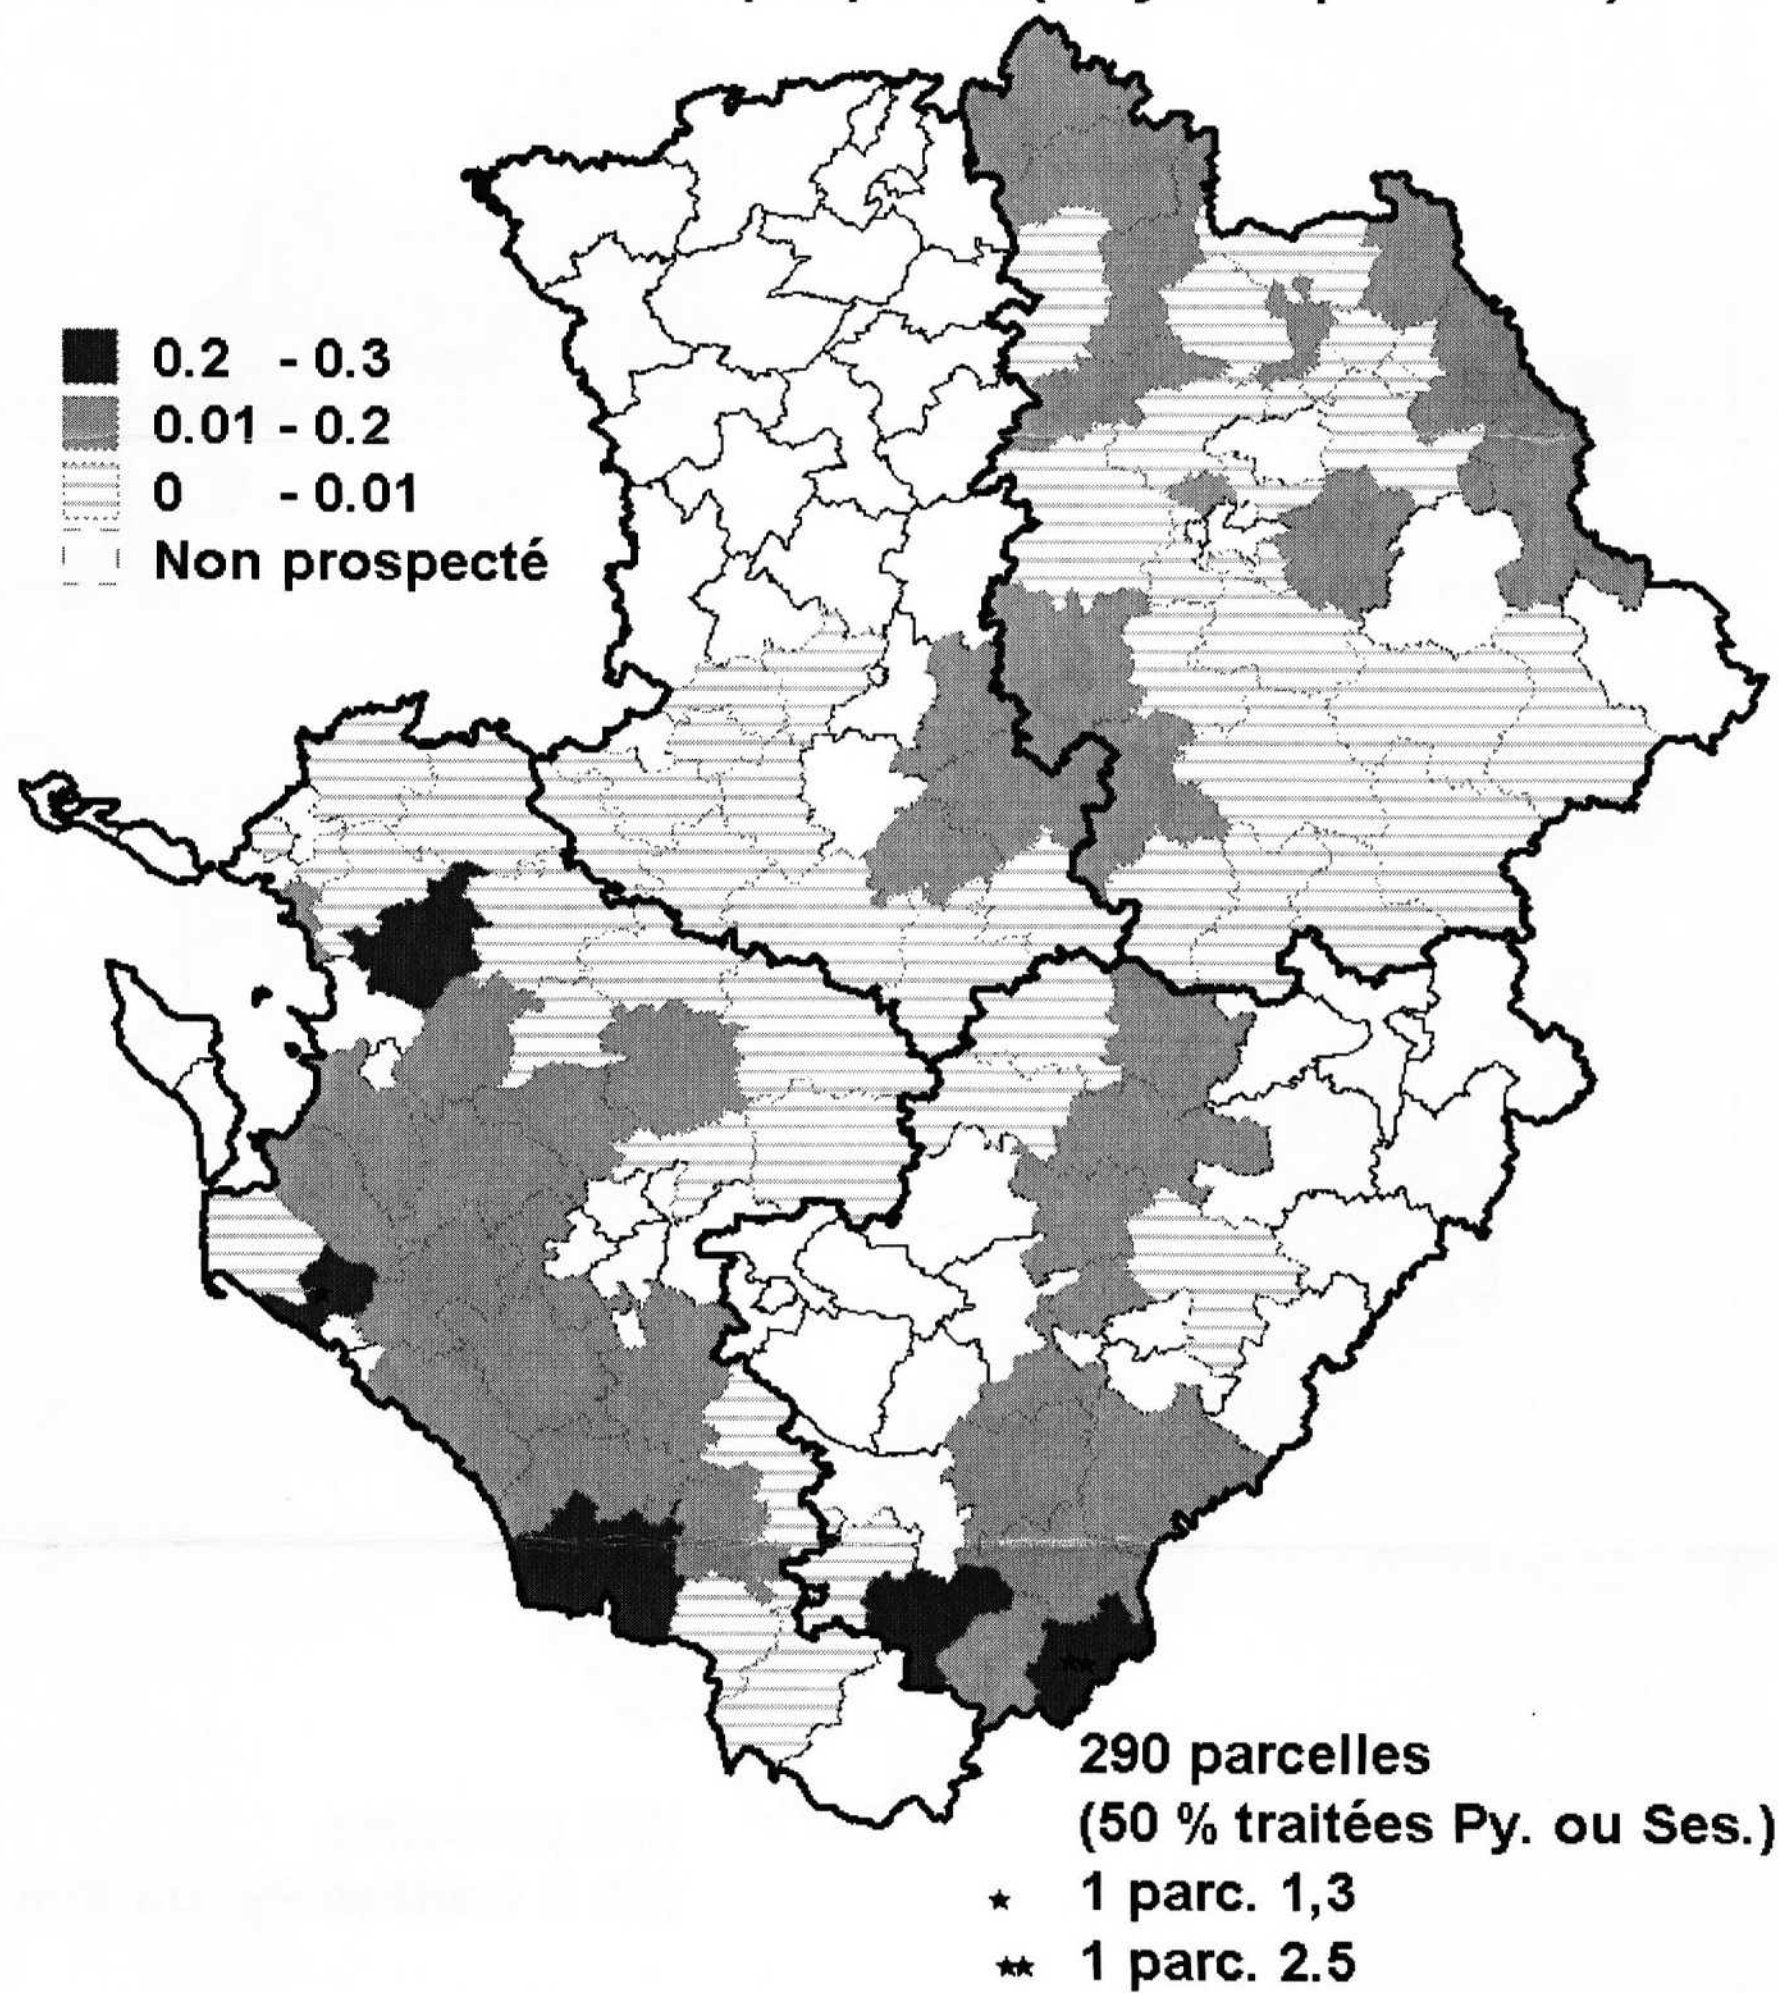 0.2 - 0.3
0.01 - 0.2
0 - 0.01
Non prospecté
290 parcelles
(50 % traitées Py. ou Ses.)
★ 1 parc. 1,3
★★ 1 parc. 2.5